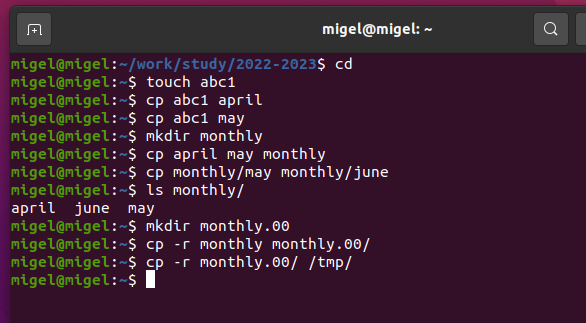 migel@migel: ~
migel@migel:~/work/study/2022-2023$ cd
migel@migel:~$ touch abc1
migel@migel:~$ cp abc1 april
migel@migel:~$ cp abc1 may
migel@migel:~$ mkdir monthly
migel@migel:~$ cp april may monthly
migel@migel:~$ cp monthly/may monthly/june
migel@migel:~$ ls monthly/
april  june  may
migel@migel:~$ mkdir monthly.00
migel@migel:~$ cp -r monthly monthly.00/
migel@migel:~$ cp -r monthly.00/ /tmp/
migel@migel:~$